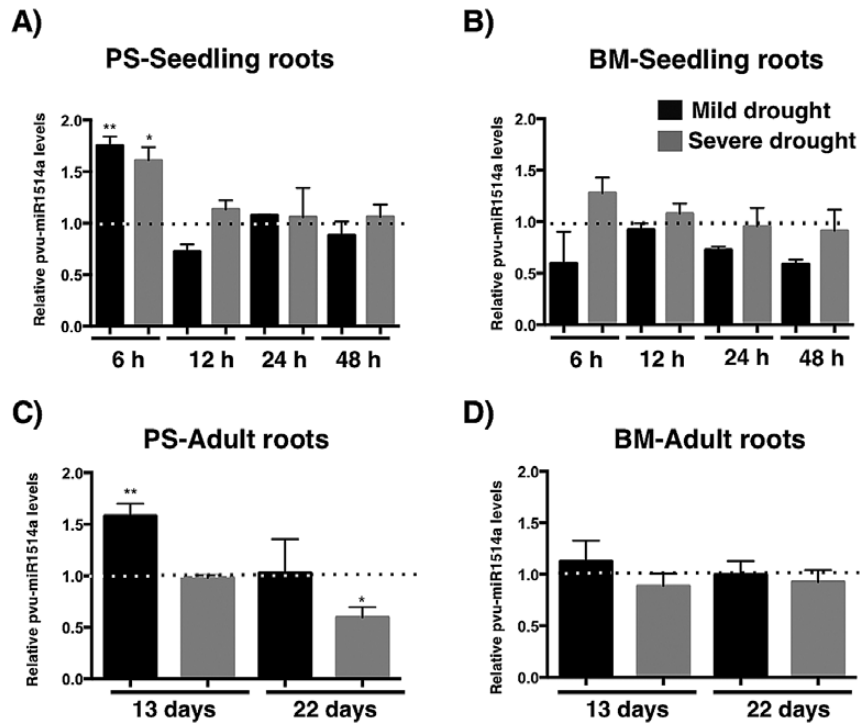 A)
PS-Seedling roots
Relative pvu-miR1514a levels
2.0
1.5
1.0
0.5
0.0
**
*
6 h
12 h
24 h
48 h
B)
BM-Seedling roots
Mild drought
Severe drought
Relative pvu-miR1514a levels
2.0
1.5
1.0
0.5
0.0
6 h
12 h
24 h
48 h
C)
PS-Adult roots
Relative pvu-miR1514a levels
2.0
1.5
1.0
0.5
0.0
**
*
13 days
22 days
D)
BM-Adult roots
Relative pvu-miR1514a levels
2.0
1.5
1.0
0.5
0.0
13 days
22 days